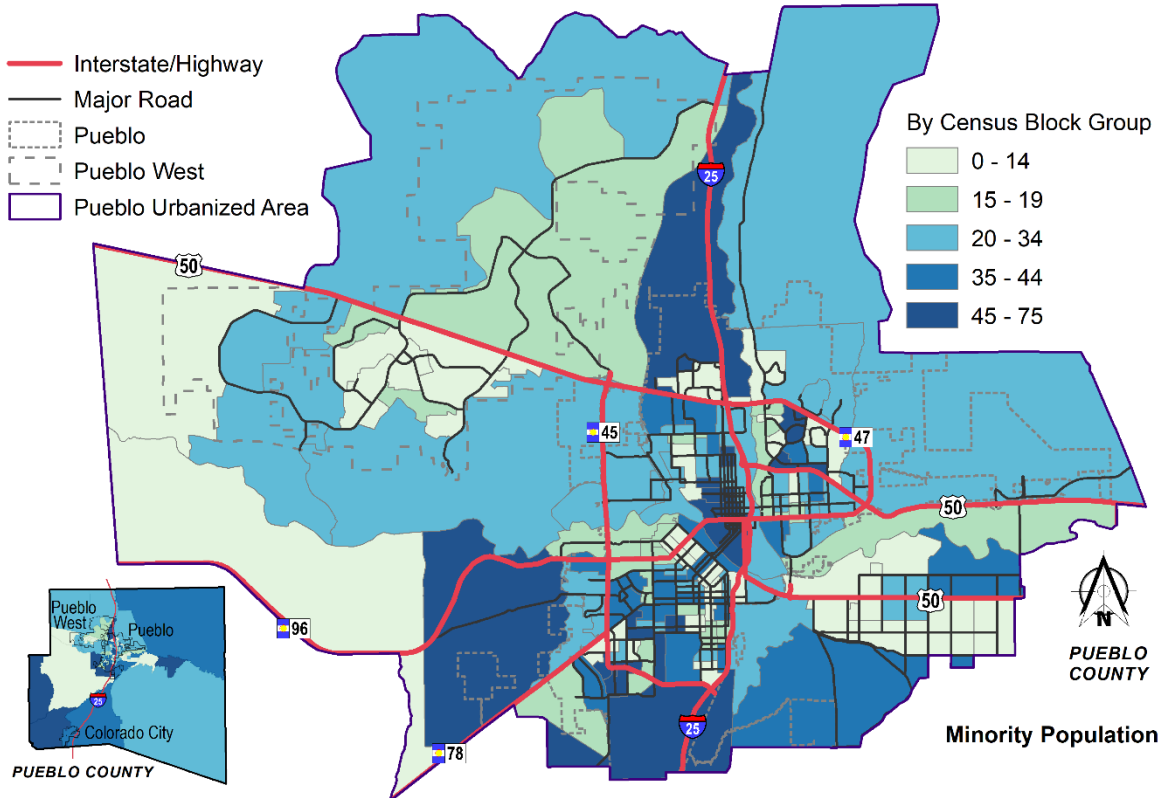 Interstate/Highway
Major Road
Pueblo
Pueblo West
Pueblo Urbanized Area
By Census Block Group
0 - 14
15 - 19
20 - 34
35 - 44
45 - 75
25
50
45
47
50
50
96
78
25
N
PUEBLO
COUNTY
Minority Population
Pueblo
West
Pueblo
25
Colorado City
PUEBLO COUNTY